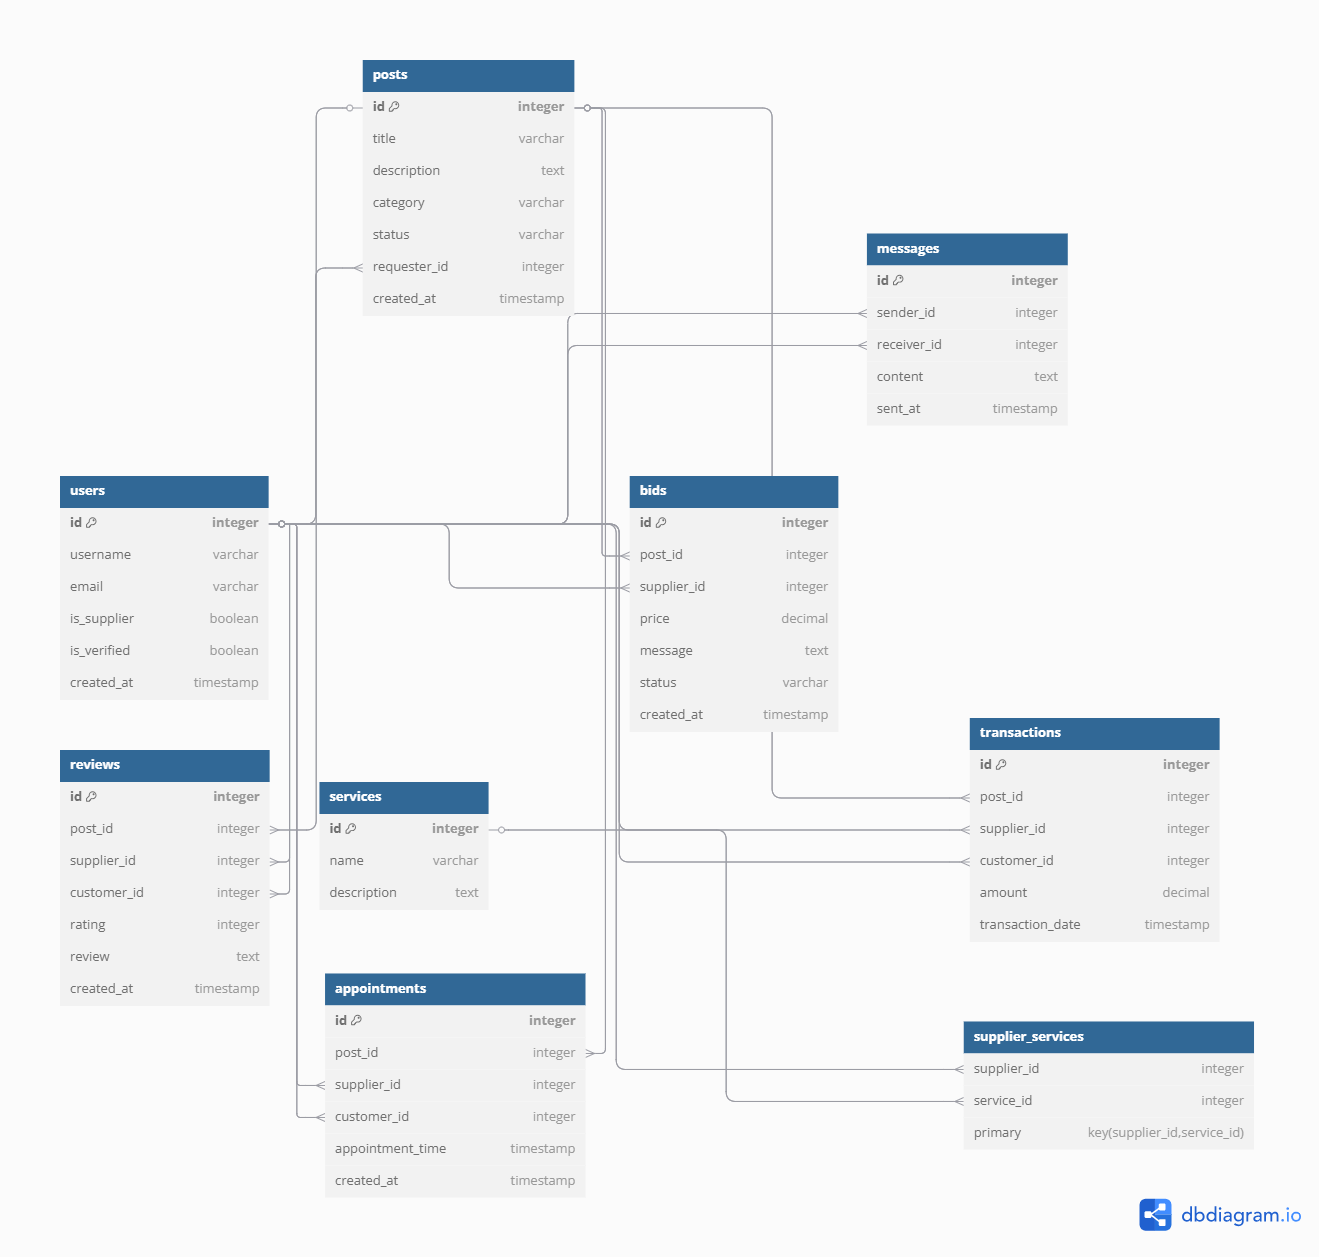 posts
id integer
title varchar
description text
category varchar
status varchar
requester_id integer
created_at timestamp
messages
id integer
sender_id integer
receiver_id integer
content text
sent_at timestamp
users
id integer
username varchar
email varchar
is_supplier boolean
is_verified boolean
created_at timestamp
bids
id integer
post_id integer
supplier_id integer
price decimal
message text
status varchar
created_at timestamp
transactions
id integer
post_id integer
supplier_id integer
customer_id integer
amount decimal
transaction_date timestamp
reviews
id integer
post_id integer
supplier_id integer
customer_id integer
rating integer
review text
created_at timestamp
services
id integer
name varchar
description text
appointments
id integer
post_id integer
supplier_id integer
customer_id integer
appointment_time timestamp
created_at timestamp
supplier_services
supplier_id integer
service_id integer
primary key(supplier_id,service_id)
dbdiagram.io